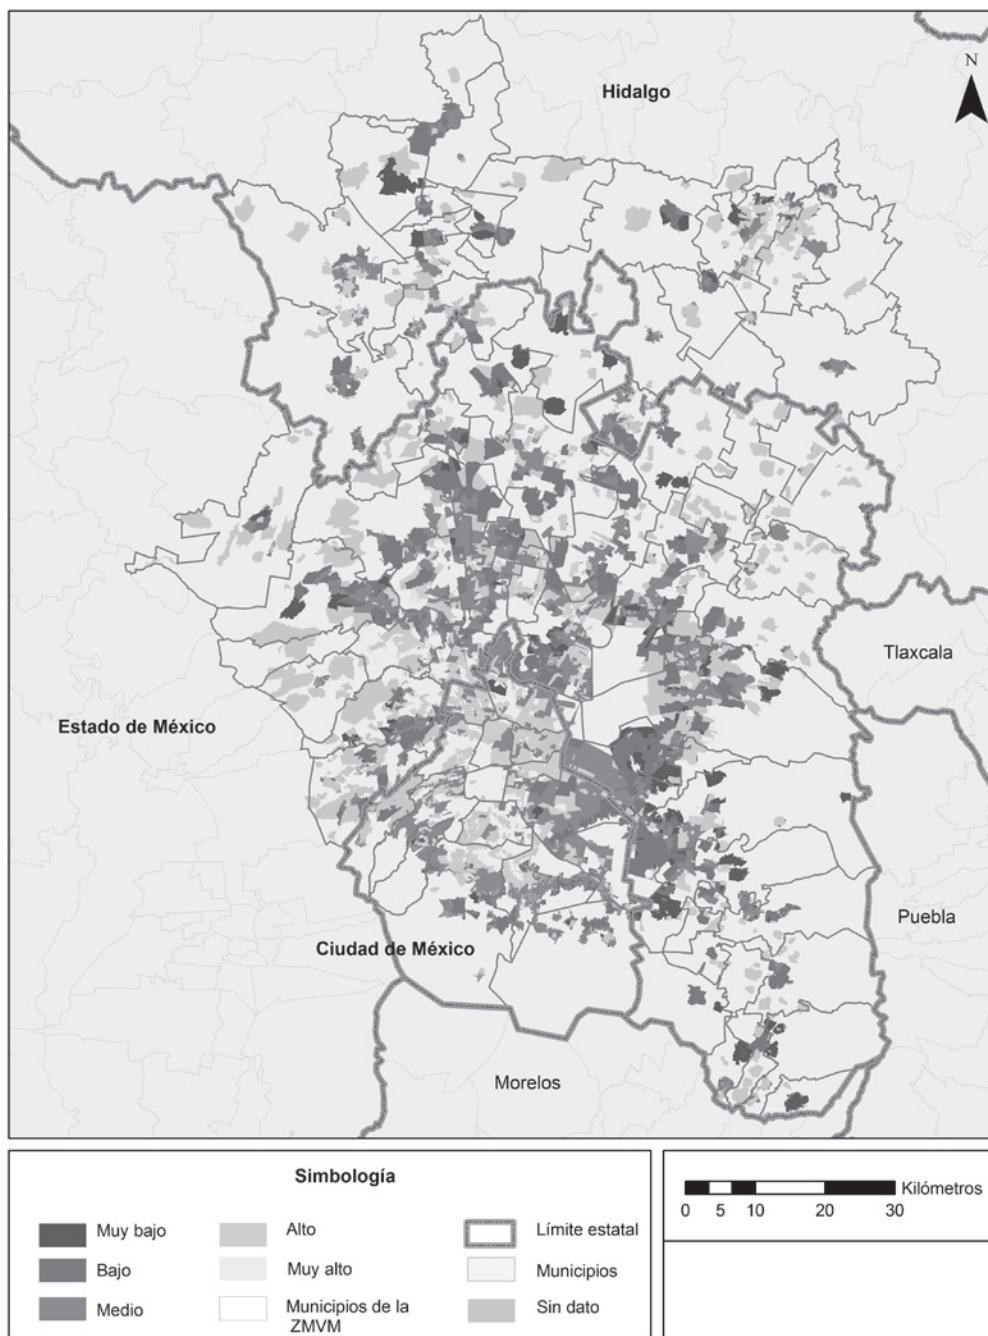 Hidalgo
N
Tlaxcala
Estado de México
Puebla
Ciudad de México
Morelos
Simbología
Muy bajo
Alto
Límite estatal
Bajo
Muy alto
Municipios
Medio
Municipios de la
ZMVM
Sin dato
Kilómetros
0 5 10 20 30